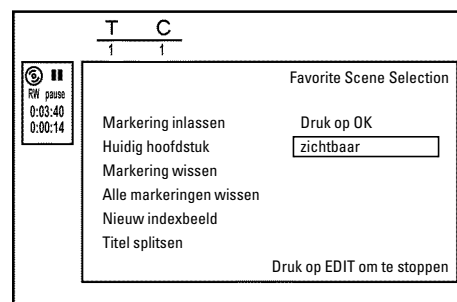 T C
1 1
RW pause
0:03:40
0:00:14
Favorite Scene Selection
Markering inlassen Druk op OK
Huidig hoofdstuk zichtbaar
Markering wissen
Alle markeringen wissen
Nieuw indexbeeld
Titel splitsen
Druk op EDIT om te stoppen